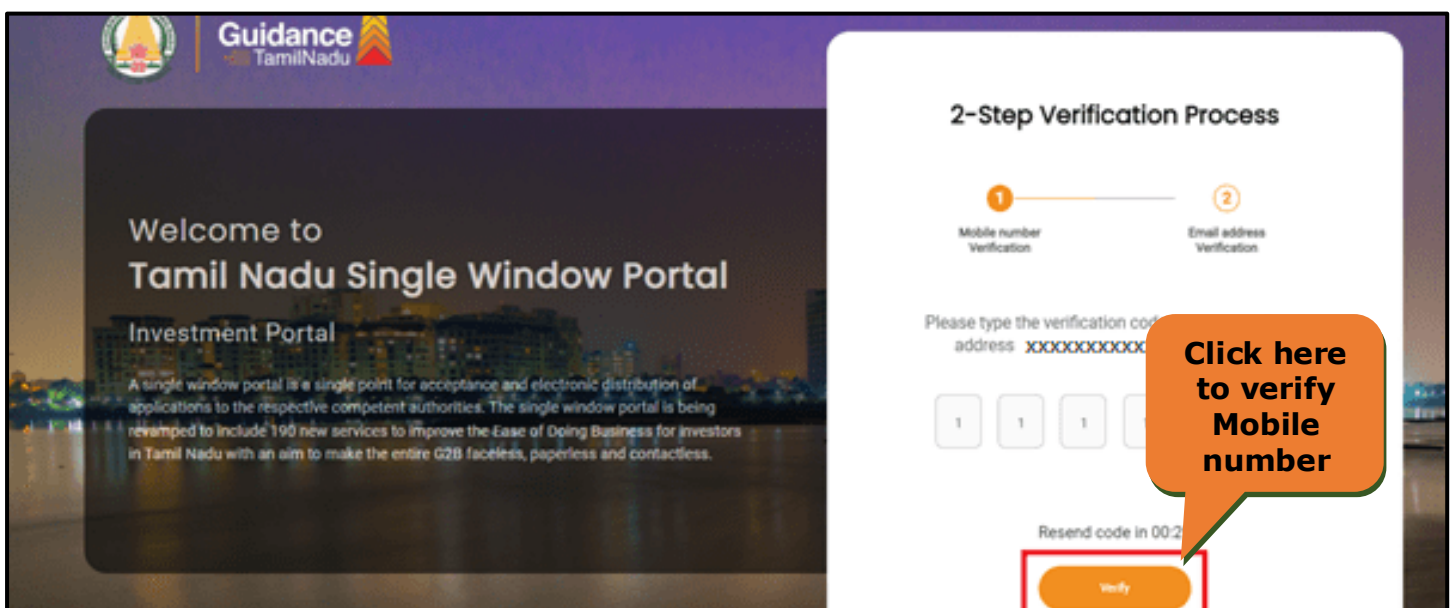 Guidance
TamilNadu
Welcome to
Tamil Nadu Single Window Portal
Investment Portal
A single window portal is a single point for acceptance and electronic distribution of
applications to the respective competent authorities. The single window portal is being
revamped to include 190 new services to improve the Ease of Doing Business for investors
in Tamil Nadu with an aim to make the entire G2B faceless, paperless and contactless.
2-Step Verification Process
1
2
Mobile number
Verification
Email address
Verification
Please type the verification
address xxxxxxxxxx
1 1 1
Click here
to verify
Mobile
number
Resend code in
Verify